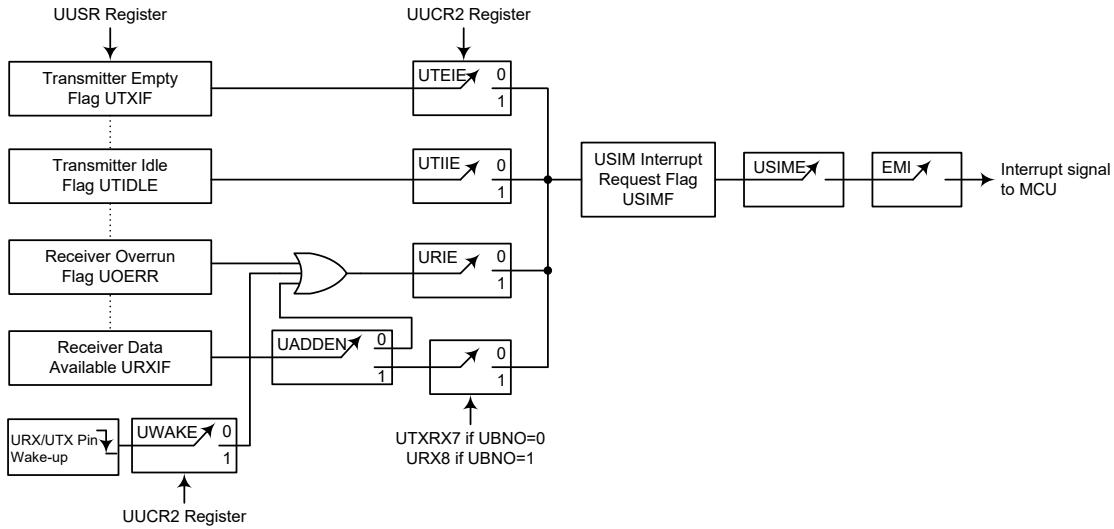 UUSR Register
UUCR2 Register
Transmitter Empty
Flag UTXIF
UTEIE
0
1
Transmitter Idle
Flag UTIDLE
UTIIE
0
1
USIM Interrupt
Request Flag
USIMF
USIME
EMI
Interrupt signal
to MCU
Receiver Overrun
Flag UOERR
URIE
0
1
Receiver Data
Available URXIF
UADDEN
0
1
0
1
URX/UTX Pin
Wake-up
UWAKE
0
1
UTXRX7 if UBNO=0
URX8 if UBNO=1
UUCR2 Register